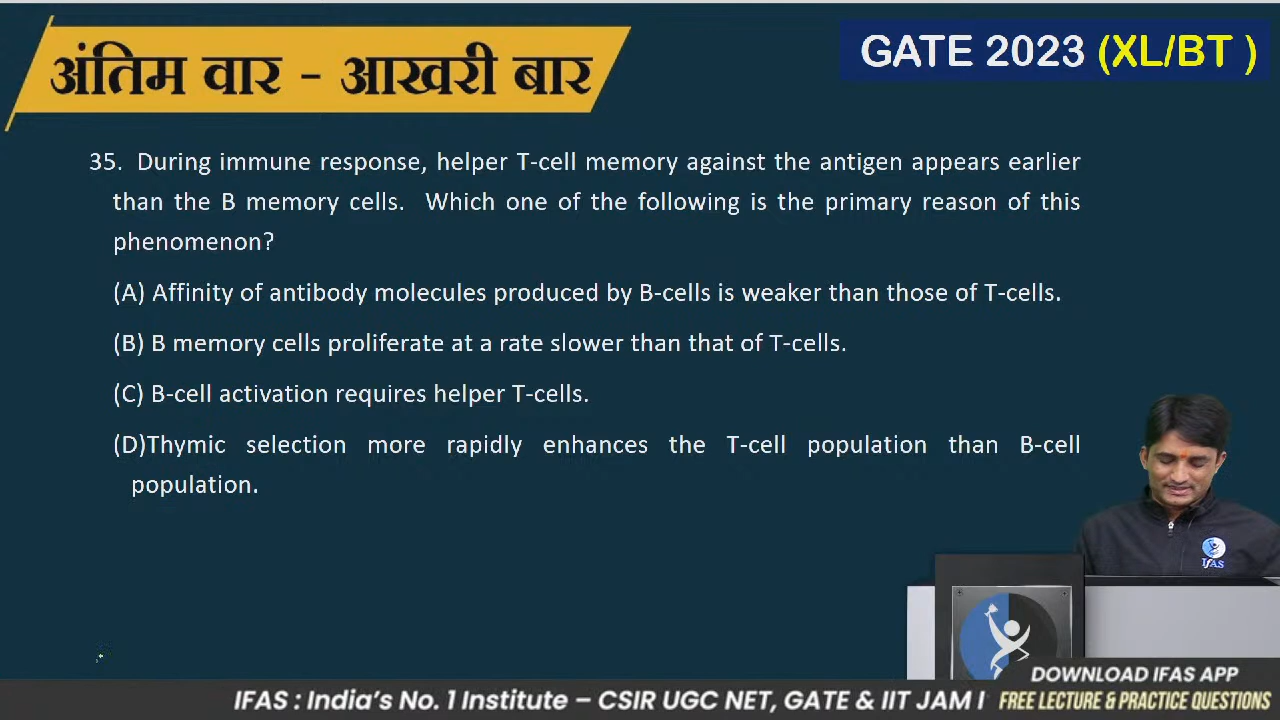 अंतिम वार - आखरी बार
GATE 2023 (XL/BT )
35. During immune response, helper T-cell memory against the antigen appears earlier
than the B memory cells. Which one of the following is the primary reason of this
phenomenon?
(A) Affinity of antibody molecules produced by B-cells is weaker than those of T-cells.
(B) B memory cells proliferate at a rate slower than that of T-cells.
(C) B-cell activation requires helper T-cells.
(D)Thymic selection more rapidly enhances the T-cell population than B-cell
population.
IFAS
DOWNLOAD IFAS APP
IFAS : India's No. 1 Institute – CSIR UGC NET, GATE & IIT JAM I
FREE LECTURE & PRACTICE QUESTIONS